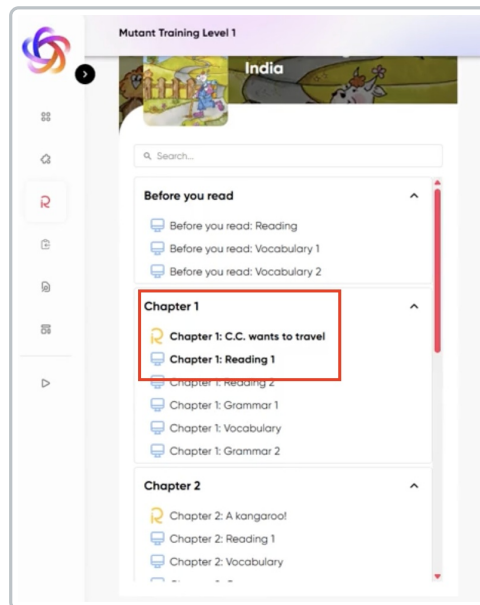 Mutant Training Level 1
India
Search...
Before you read
Before you read: Reading
Before you read: Vocabulary 1
Before you read: Vocabulary 2
Chapter 1
Chapter 1: C.C. wants to travel
Chapter 1: Reading 1
Chapter 1: Reading 2
Chapter 1: Grammar 1
Chapter 1: Vocabulary
Chapter 1: Grammar 2
Chapter 2
Chapter 2: A kangaroo!
Chapter 2: Reading 1
Chapter 2: Vocabulary